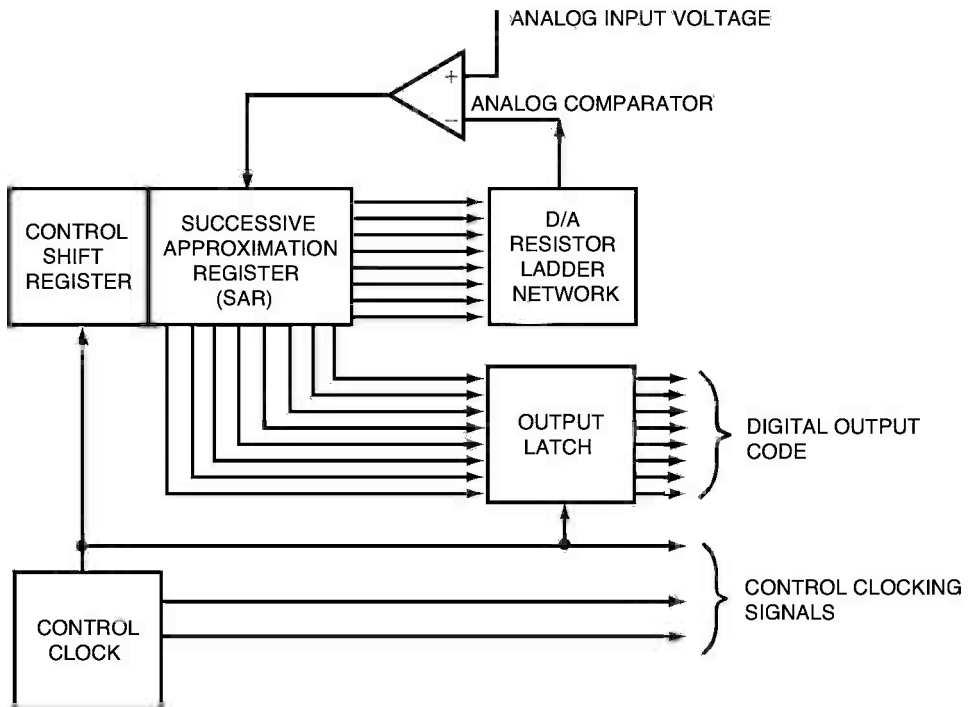 ANALOG INPUT VOLTAGE
+
ANALOG COMPARATOR
−
CONTROL
SHIFT
REGISTER
SUCCESSIVE
APPROXIMATION
REGISTER
(SAR)
D/A
RESISTOR
LADDER
NETWORK
OUTPUT
LATCH
DIGITAL OUTPUT
CODE
CONTROL
CLOCK
CONTROL CLOCKING
SIGNALS